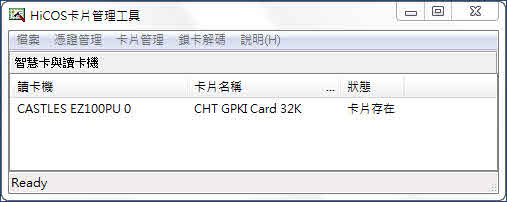 HiCOS卡片管理工具
檔案 憑證管理 卡片管理 鎖卡解碼 說明(H)
智慧卡與讀卡機
讀卡機 卡片名稱 ... 狀態
CASTLES EZ100PU 0 CHT GPKI Card 32K 卡片存在
Ready